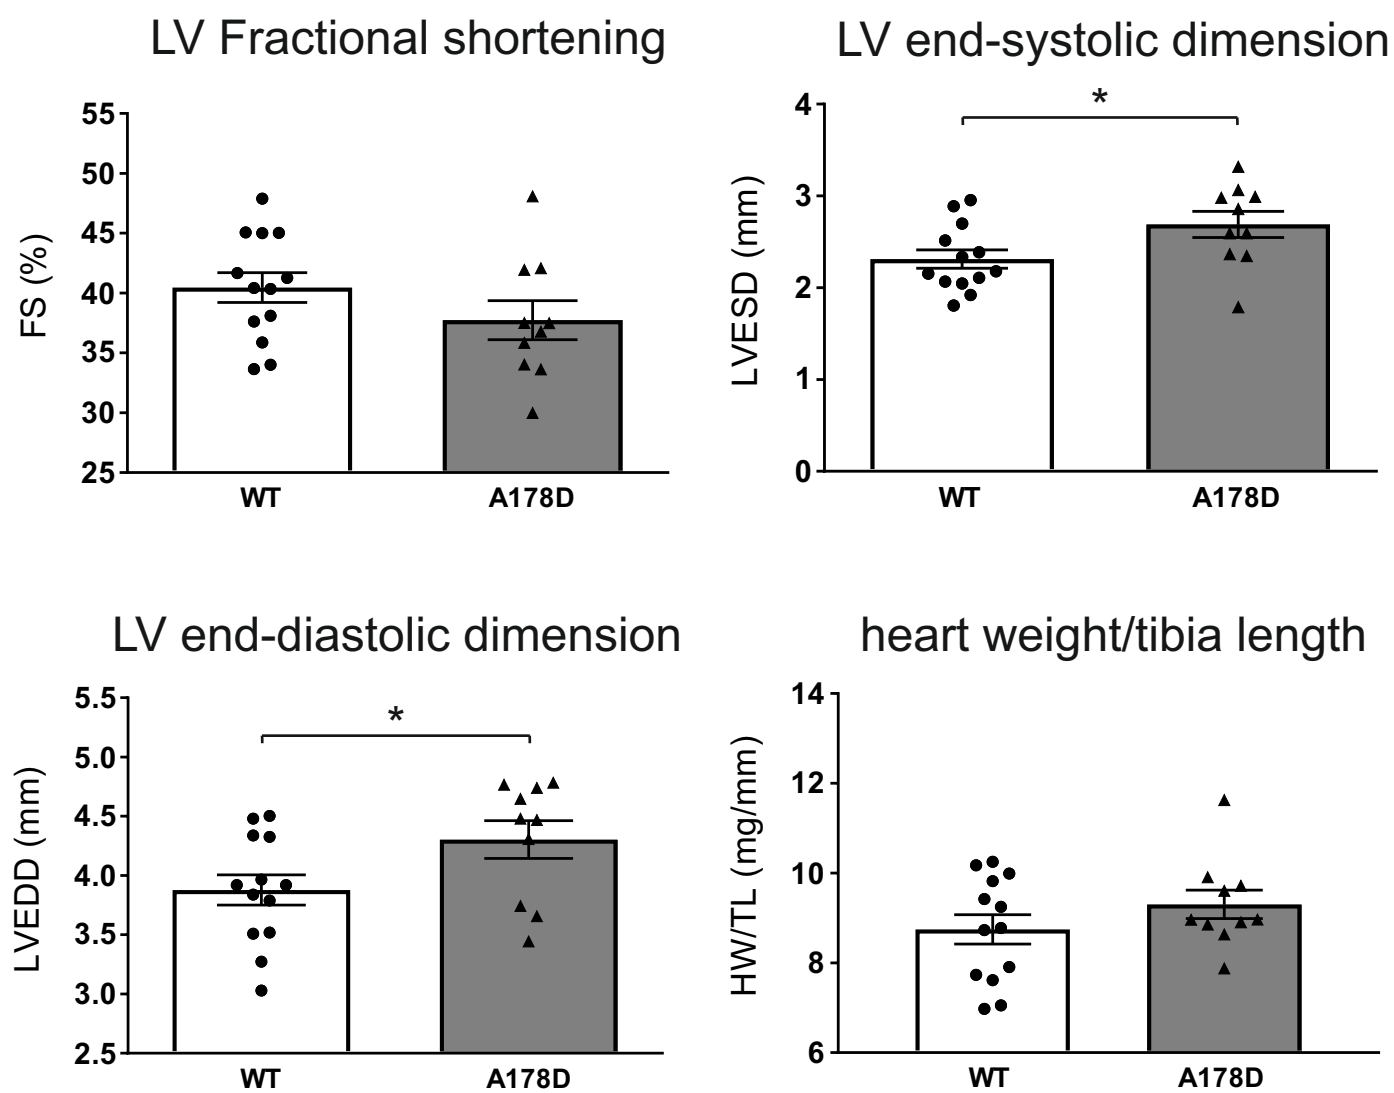 LV Fractional shortening
55
50
45
40
35
30
25
FS (%)
WT
A178D
LV end-systolic dimension
4
3
2
1
0
LVESD (mm)
*
WT
A178D
LV end-diastolic dimension
5.5
5.0
4.5
4.0
3.5
3.0
2.5
LVEDD (mm)
*
WT
A178D
heart weight/tibia length
14
12
10
8
6
HW/TL (mg/mm)
WT
A178D